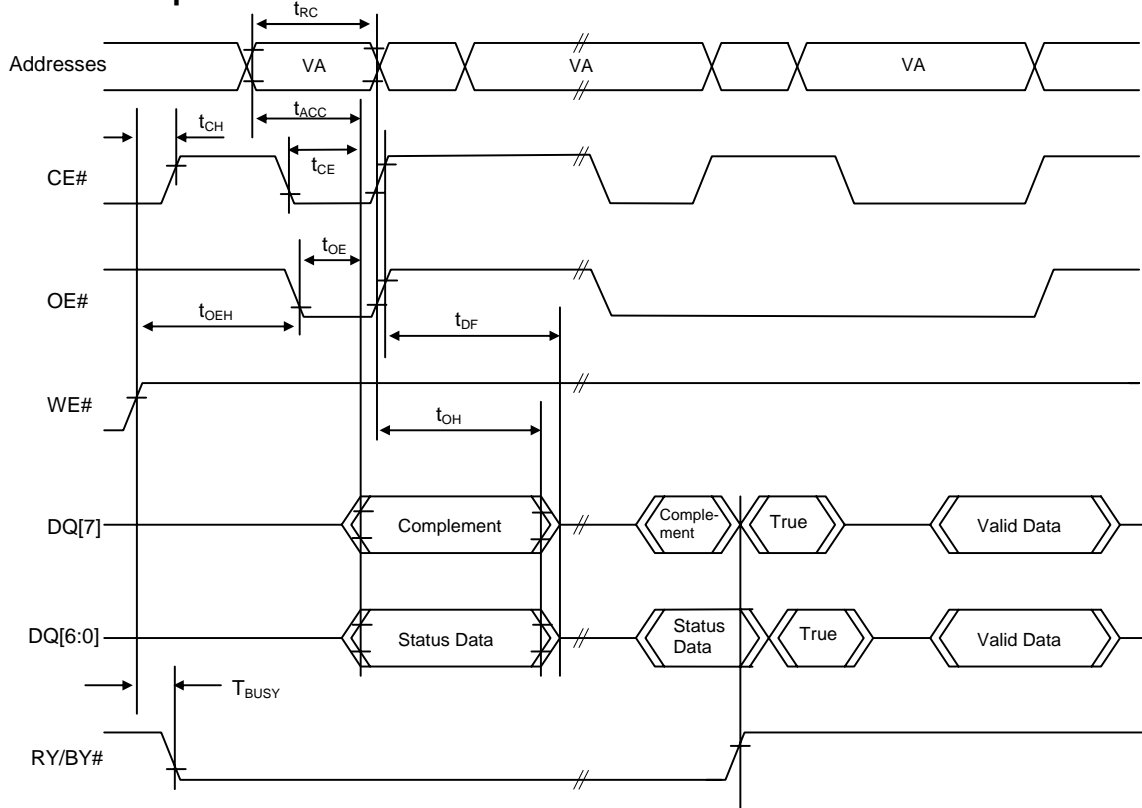 tRC
Addresses VA VA VA
tACC
tCH
tCE
CE#
tOE
OE#
tOEH
tDF
WE#
tOH
DQ[7] Complement Comple-
ment True Valid Data
DQ[6:0] Status Data Status
Data True Valid Data
TBUSY
RY/BY#